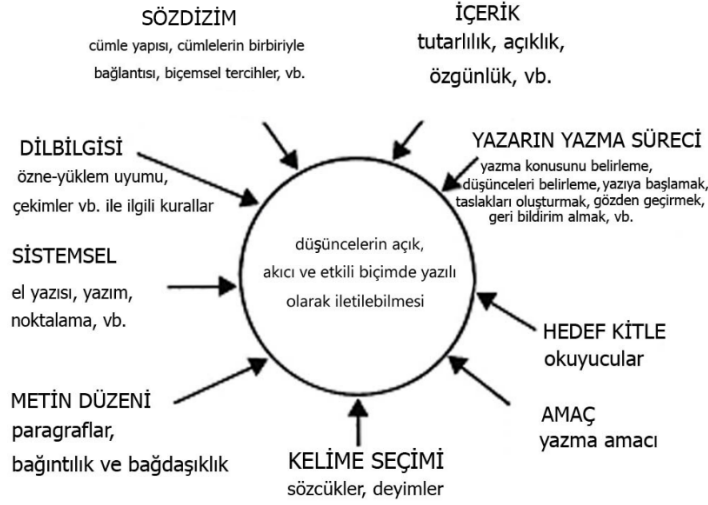 SÖZDİZİM
cümle yapısı, cümlelerin birbiriyle
bağlantısı, biçemsel tercihler, vb.
İÇERİK
tutarlılık, açıklık,
özgünlük, vb.
YAZARIN YAZMA SÜRECİ
yazma konusunu belirleme,
düşünceleri belirleme, yazıya başlamak,
taslakları oluşturmak, gözden geçirmek,
geri bildirim almak, vb.
DİLBİLGİSİ
özne-yüklem uyumu,
çekimler vb. ile ilgili kurallar
düşüncelerin açık,
akıcı ve etkili biçimde yazılı
olarak iletilebilmesi
SİSTEMSEL
el yazısı, yazım,
noktalama, vb.
HEDEF KİTLE
okuyucular
METİN DÜZENİ
paragraflar,
bağıntılık ve bağdaşıklık
AMAÇ
yazma amacı
KELİME SEÇİMİ
sözcükler, deyimler